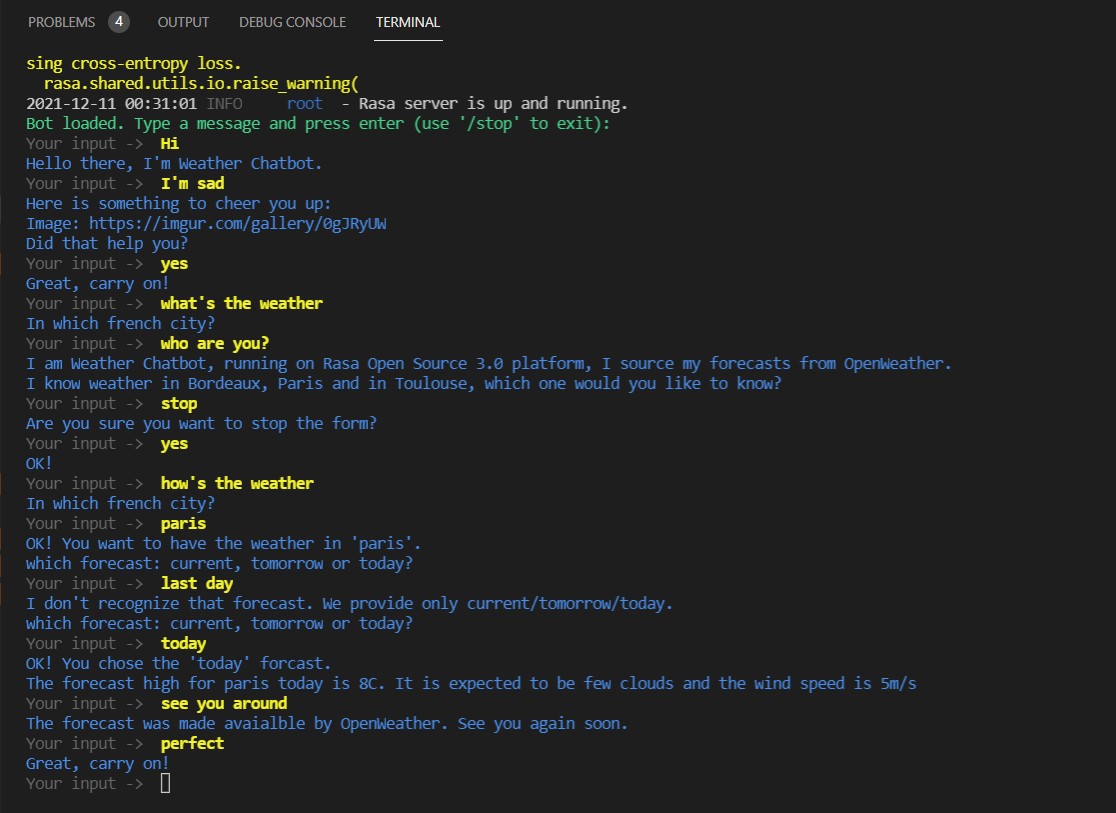 PROBLEMS 4 OUTPUT DEBUG CONSOLE TERMINAL
sing cross-entropy loss.
rasa.shared.utils.io.raise_warning(
2021-12-11 00:31:01 INFO root - Rasa server is up and running.
Bot loaded. Type a message and press enter (use '/stop' to exit):
Your input -> Hi
Hello there, I'm Weather Chatbot.
Your input -> I'm sad
Here is something to cheer you up:
Image: https://imgur.com/gallery/0gJRyUW
Did that help you?
Your input -> yes
Great, carry on!
Your input -> what's the weather
In which french city?
Your input -> who are you?
I am Weather Chatbot, running on Rasa Open Source 3.0 platform, I source my forecasts from OpenWeather.
I know weather in Bordeaux, Paris and in Toulouse, which one would you like to know?
Your input -> stop
Are you sure you want to stop the form?
Your input -> yes
OK!
Your input -> how's the weather
In which french city?
Your input -> paris
OK! You want to have the weather in 'paris'.
which forecast: current, tomorrow or today?
Your input -> last day
I don't recognize that forecast. We provide only current/tomorrow/today.
which forecast: current, tomorrow or today?
Your input -> today
OK! You chose the 'today' forcast.
The forecast high for paris today is 8C. It is expected to be few clouds and the wind speed is 5m/s
Your input -> see you around
The forecast was made avaialble by OpenWeather. See you again soon.
Your input -> perfect
Great, carry on!
Your input ->